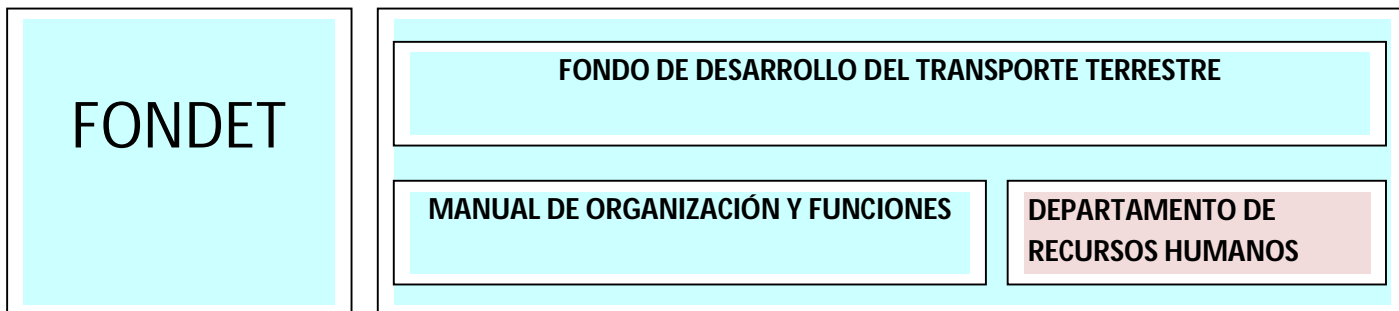 FONDET
FONDO DE DESARROLLO DEL TRANSPORTE TERRESTRE
MANUAL DE ORGANIZACIÓN Y FUNCIONES
DEPARTAMENTO DE
RECURSOS HUMANOS